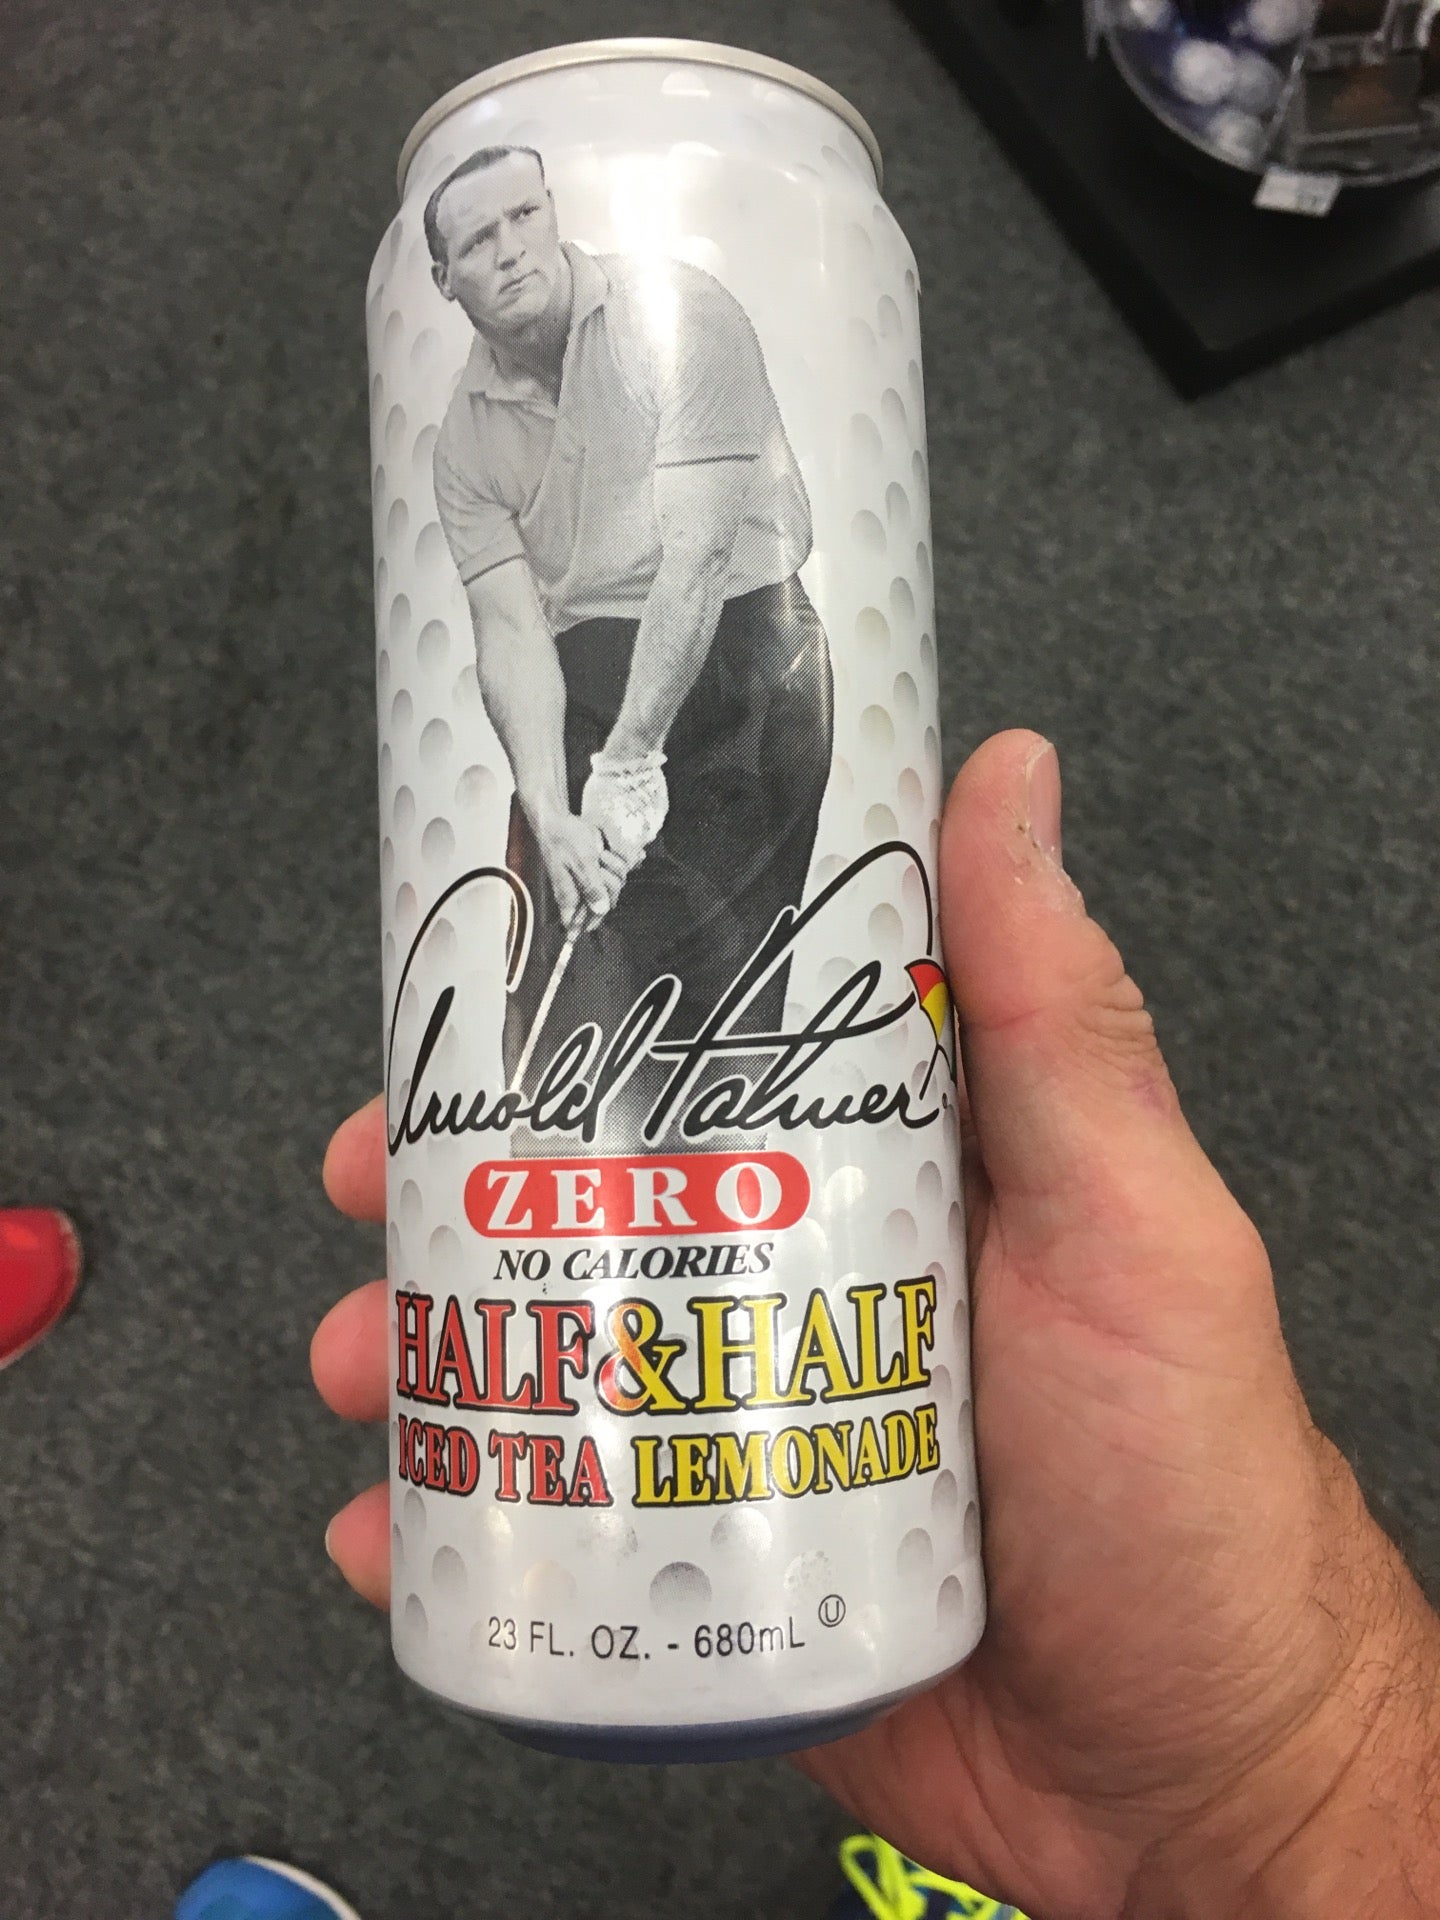 Arnold Palmer
ZERO
NO CALORIES
HALF & HALF
ICED TEA LEMONADE
23 FL. OZ. - 680mL Ⓤ